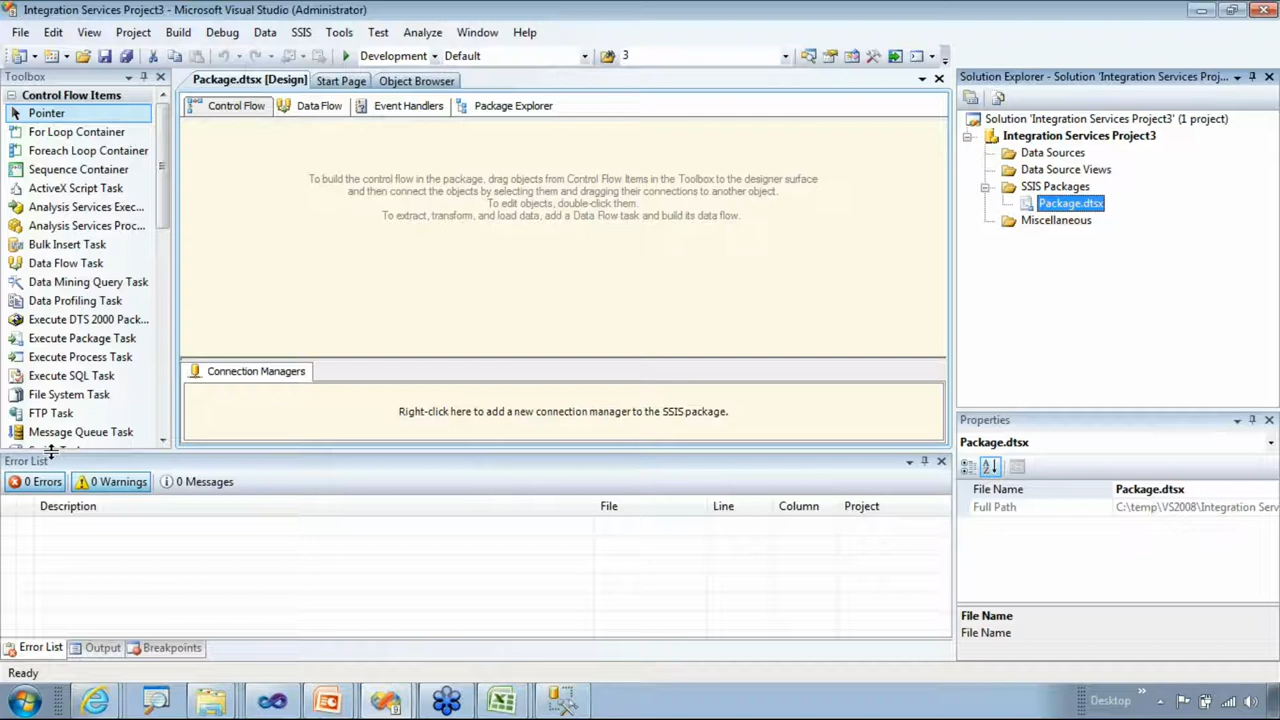 Integration Services Project3 - Microsoft Visual Studio (Administrator)
File Edit View Project Build Debug Data SSIS Tools Test Analyze Window Help
Development Default 3
Toolbox
Control Flow Items
Pointer
For Loop Container
Foreach Loop Container
Sequence Container
ActiveX Script Task
Analysis Services Exec...
Analysis Services Proc...
Bulk Insert Task
Data Flow Task
Data Mining Query Task
Data Profiling Task
Execute DTS 2000 Pack...
Execute Package Task
Execute Process Task
Execute SQL Task
File System Task
FTP Task
Message Queue Task
Package.dtsx [Design] Start Page Object Browser
Control Flow Data Flow Event Handlers Package Explorer
To build the control flow in the package, drag objects from Control Flow Items in the Toolbox to the designer surface
and then connect the objects by selecting them and dragging their connections to another object.
To edit objects, double-click them.
To extract, transform, and load data, add a Data Flow task and build its data flow.
Connection Managers
Right-click here to add a new connection manager to the SSIS package.
Solution Explorer - Solution 'Integration Services Proj...
Solution 'Integration Services Project3' (1 project)
Integration Services Project3
Data Sources
Data Source Views
SSIS Packages
Package.dtsx
Miscellaneous
Properties
Package.dtsx
File Name Package.dtsx
Full Path C:\temp\VS2008\Integration Serv
File Name
File Name
Error List
0 Errors 0 Warnings 0 Messages
Description File Line Column Project
Error List Output Breakpoints
Ready
Desktop